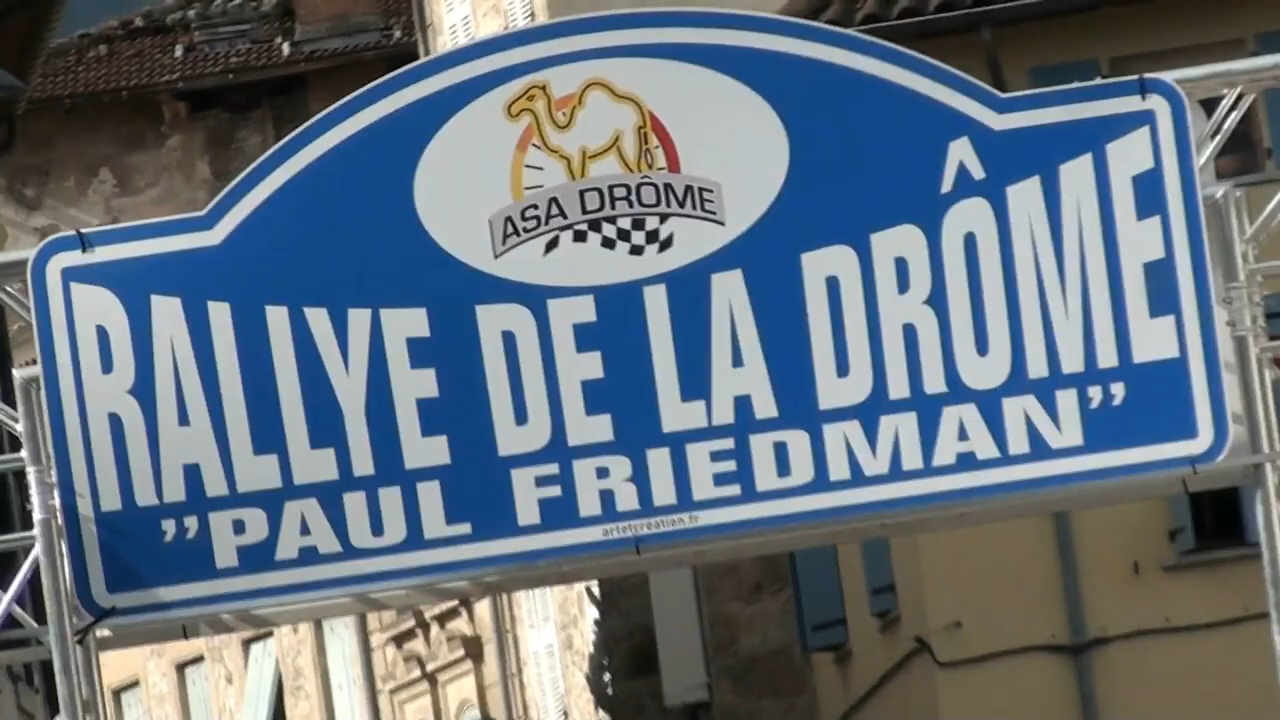 ASA DRÔME
RALLYE DE LA DRÔME
”PAUL FRIEDMAN”
artetcreation.fr